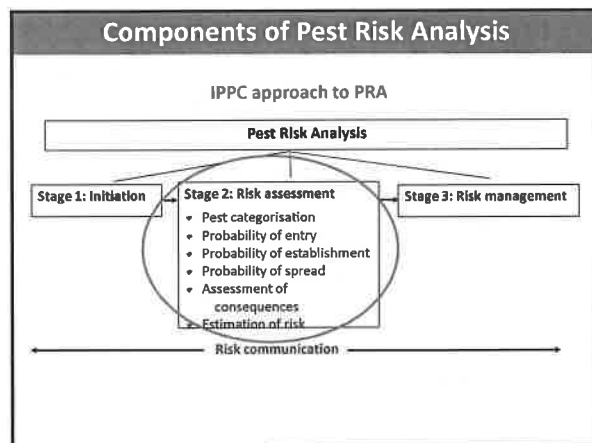 Components of Pest Risk Analysis
IPPC approach to PRA
Pest Risk Analysis
Stage 1: Initiation
Stage 2: Risk assessment
• Pest categorisation
• Probability of entry
• Probability of establishment
• Probability of spread
• Assessment of
consequences
• Estimation of risk
Stage 3: Risk management
Risk communication